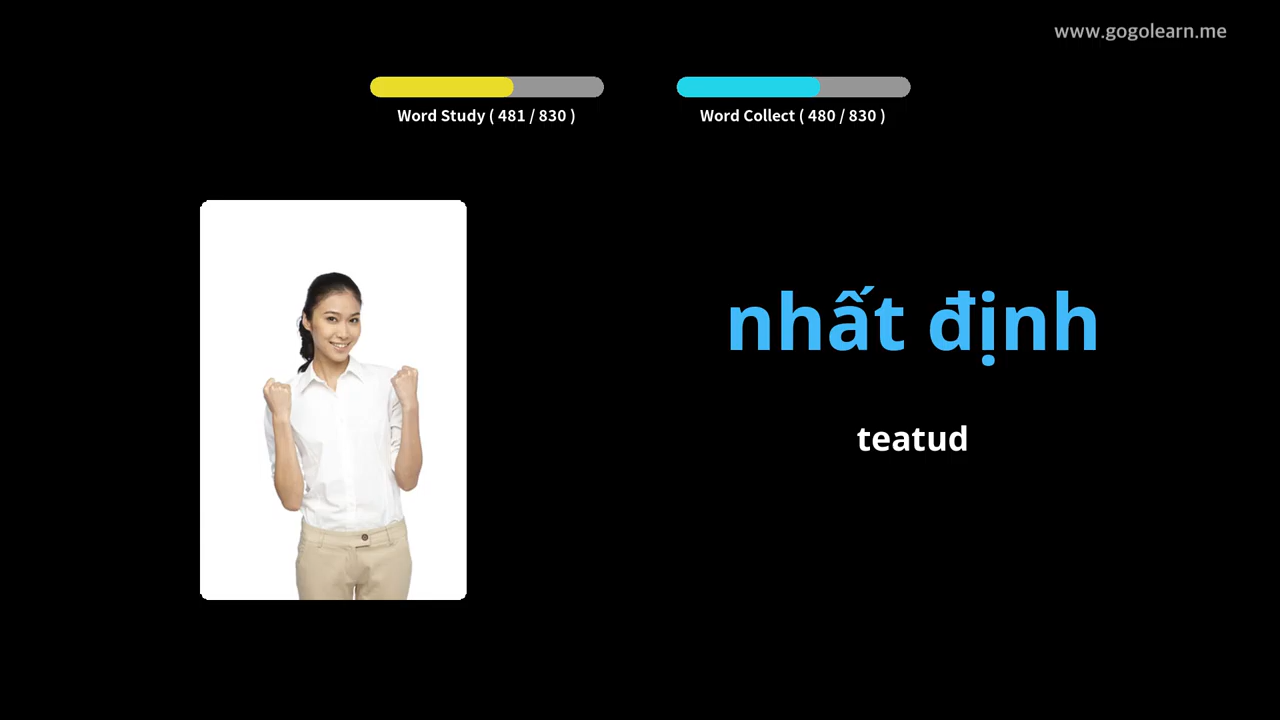 www.gogolearn.me
Word Study ( 481 / 830 )
Word Collect ( 480 / 830 )
nhất định
teatud